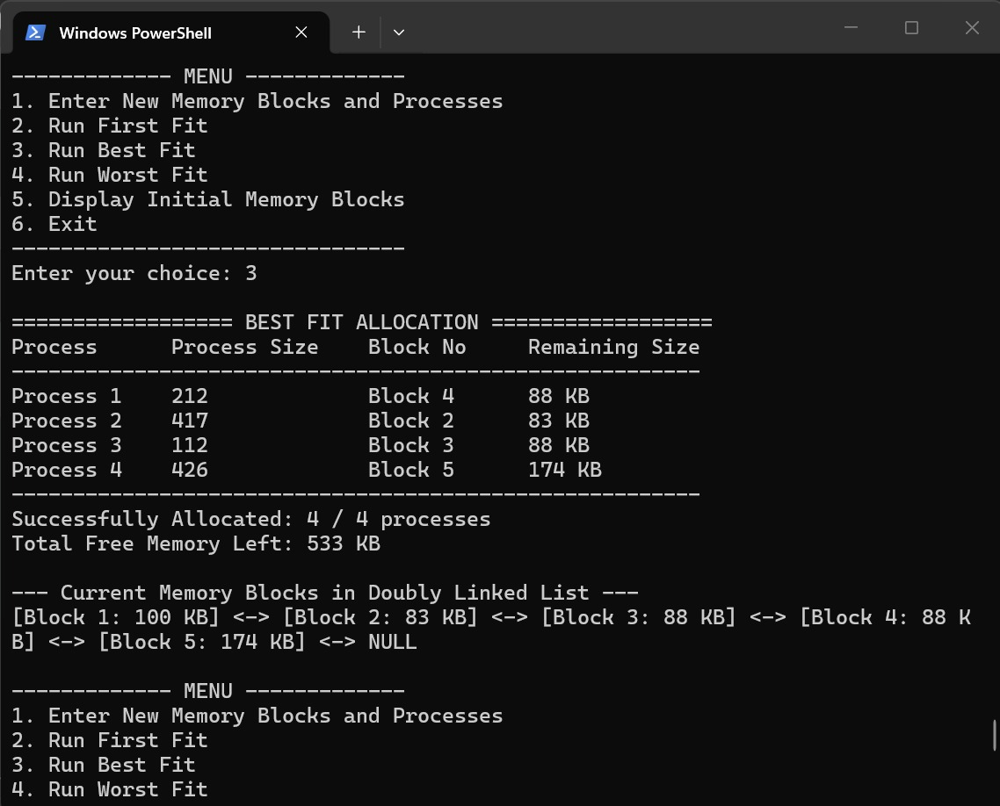 Windows PowerShell
------------- MENU -------------
1. Enter New Memory Blocks and Processes
2. Run First Fit
3. Run Best Fit
4. Run Worst Fit
5. Display Initial Memory Blocks
6. Exit
--------------------------------
Enter your choice: 3
================== BEST FIT ALLOCATION ==================
Process      Process Size    Block No     Remaining Size
--------------------------------------------------------
Process 1    212             Block 4      88 KB
Process 2    417             Block 2      83 KB
Process 3    112             Block 3      88 KB
Process 4    426             Block 5      174 KB
--------------------------------------------------------
Successfully Allocated: 4 / 4 processes
Total Free Memory Left: 533 KB
--- Current Memory Blocks in Doubly Linked List ---
[Block 1: 100 KB] <-> [Block 2: 83 KB] <-> [Block 3: 88 KB] <-> [Block 4: 88 K
B] <-> [Block 5: 174 KB] <-> NULL
------------- MENU -------------
1. Enter New Memory Blocks and Processes
2. Run First Fit
3. Run Best Fit
4. Run Worst Fit